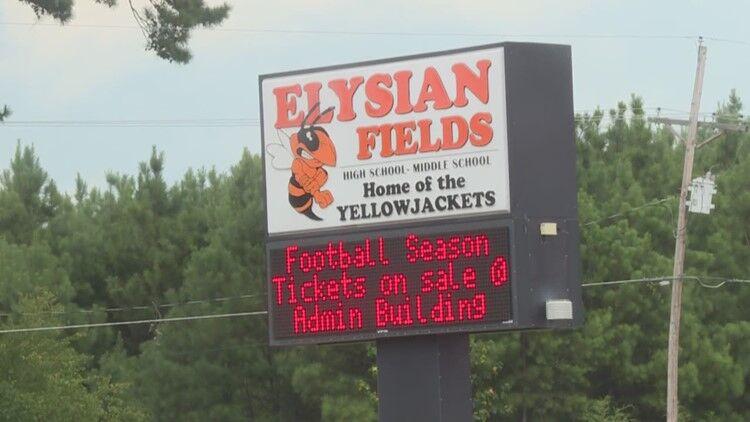 ELYSIAN
FIELDS
HIGH SCHOOL - MIDDLE SCHOOL
Home of the
YELLOWJACKETS
Football Season
Tickets on sale @
Admin Building